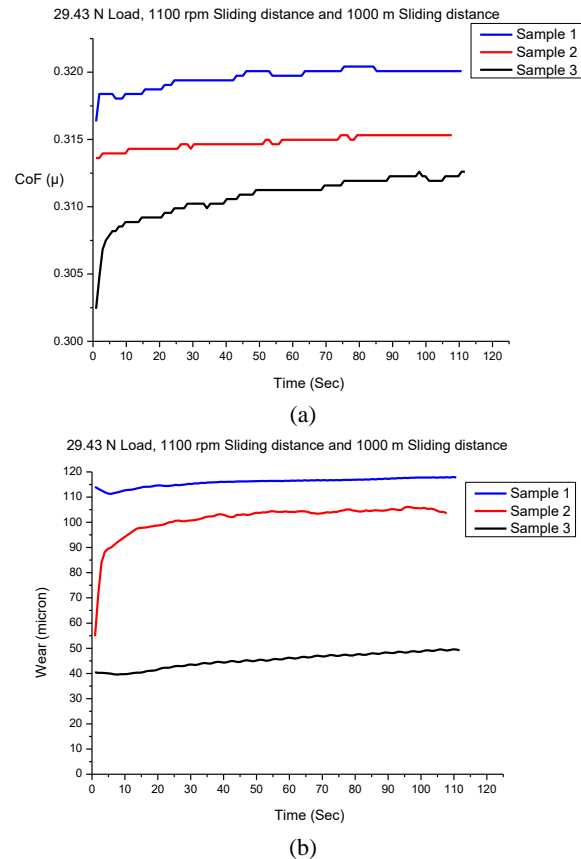 29.43 N Load, 1100 rpm Sliding distance and 1000 m Sliding distance
Sample 1
Sample 2
Sample 3
0.320
0.315
0.310
0.305
0.300
CoF (μ)
0 10 20 30 40 50 60 70 80 90 100 110 120
Time (Sec)
(a)
29.43 N Load, 1100 rpm Sliding distance and 1000 m Sliding distance
Sample 1
Sample 2
Sample 3
120
110
100
90
80
70
60
50
40
30
20
10
0
Wear (micron)
0 10 20 30 40 50 60 70 80 90 100 110 120
Time (Sec)
(b)